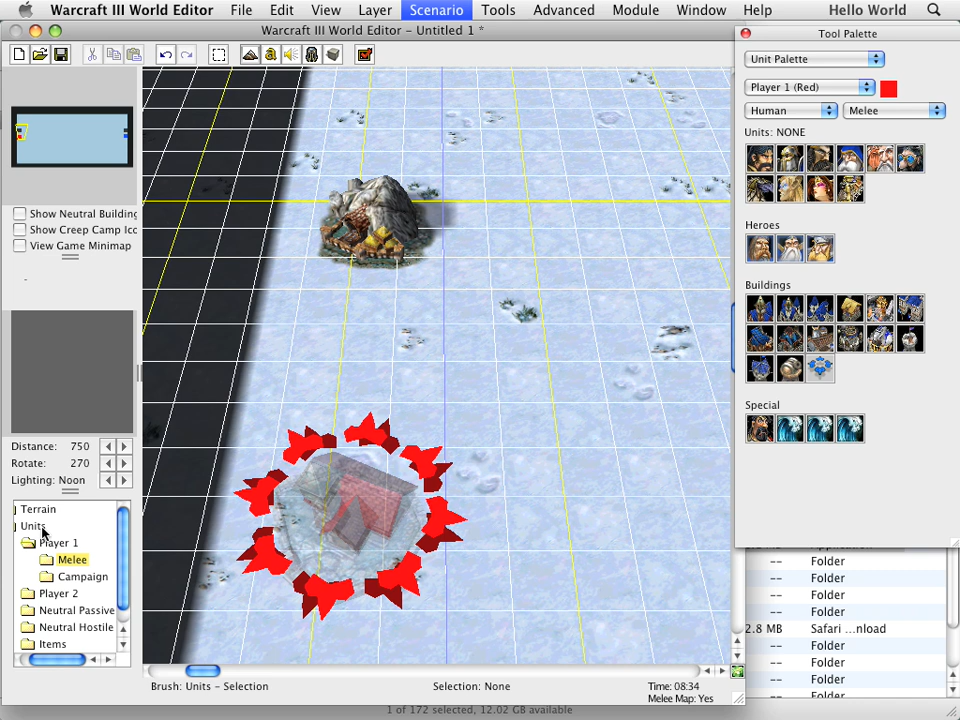 Warcraft III World Editor File Edit View Layer Scenario Tools Advanced Module Window Help Hello World
Warcraft III World Editor - Untitled 1 *
Tool Palette
Unit Palette
Player 1 (Red)
Human Melee
Units: NONE
Heroes
Buildings
Special
Show Neutral Building
Show Creep Camp Ico
View Game Minimap
-
Distance: 750
Rotate: 270
Lighting: Noon
Terrain
Units
Player 1
Melee
Campaign
Player 2
Neutral Passive
Neutral Hostile
Items
Brush: Units - Selection Selection: None Time: 08:34
Melee Map: Yes
-- Folder
-- Folder
-- Folder
-- Folder
2.8 MB Safari ...nload
-- Folder
-- Folder
-- Folder
-- Folder
1 of 172 selected, 12.02 GB available